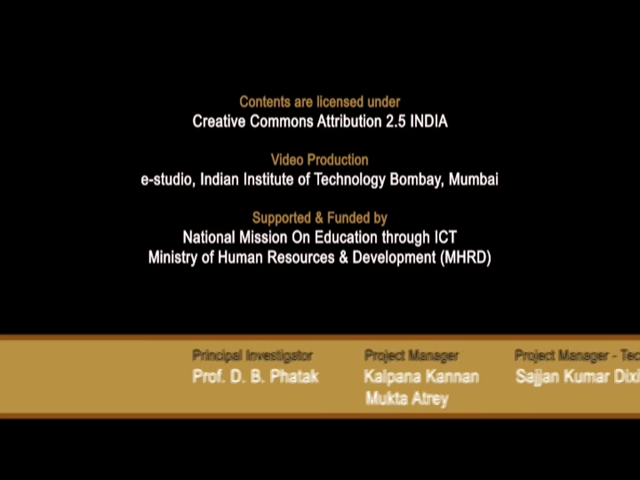 Contents are licensed under
Creative Commons Attribution 2.5 INDIA
Video Production
e-studio, Indian Institute of Technology Bombay, Mumbai
Supported & Funded by
National Mission On Education through ICT
Ministry of Human Resources & Development (MHRD)
Principal Investigator
Prof. D. B. Phatak
Project Manager
Kalpana Kannan
Mukta Atrey
Project Manager -
Sajjan Kumar